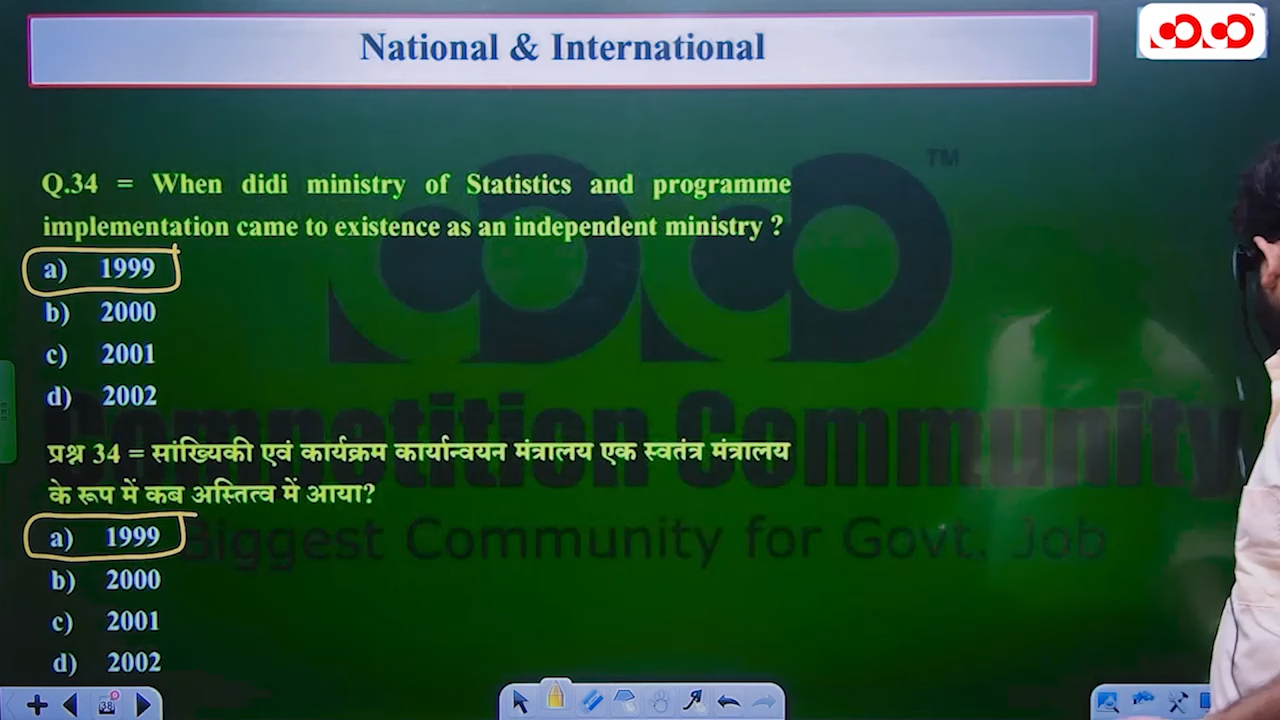 National & International
TM
Q.34 = When didi ministry of Statistics and programme
implementation came to existence as an independent ministry ?
a) 1999
b) 2000
c) 2001
d) 2002
प्रश्न 34 = सांख्यिकी एवं कार्यक्रम कार्यान्वयन मंत्रालय एक स्वतंत्र मंत्रालय
के रूप में कब अस्तित्व में आया?
a) 1999
b) 2000
c) 2001
d) 2002
Competition Community
Biggest Community for Govt. Job
38